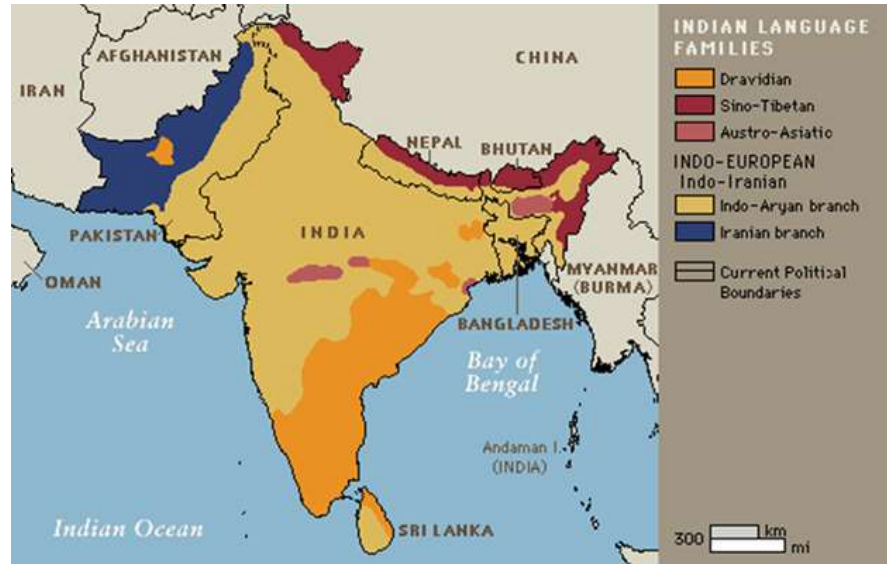 AFGHANISTAN
IRAN
CHINA
NEPAL
BHUTAN
PAKISTAN
INDIA
OMAN
MYANMAR
(BURMA)
BANGLADESH
Arabian
Sea
Bay of
Bengal
Andaman I.
(INDIA)
Indian Ocean
SRI LANKA
INDIAN LANGUAGE
FAMILIES
Dravidian
Sino-Tibetan
Austro-Asiatic
INDO-EUROPEAN
Indo-Iranian
Indo-Aryan branch
Iranian branch
Current Political
Boundaries
300 km
mi